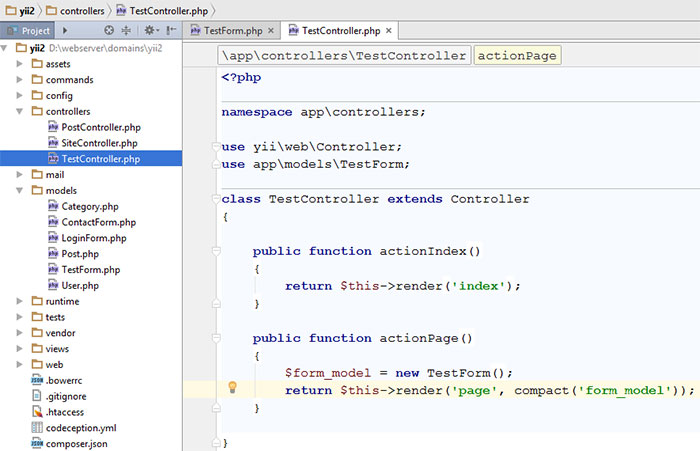 yii2 controllers TestController.php
Project
TestForm.php TestController.php
yii2 D:\webserver\domains\yii2
assets
commands
config
controllers
PostController.php
SiteController.php
TestController.php
mail
models
Category.php
ContactForm.php
LoginForm.php
Post.php
TestForm.php
User.php
runtime
tests
vendor
views
web
.bowerrc
.gitignore
.htaccess
codeception.yml
composer.json
\app\controllers\TestController actionPage
<?php
namespace app\controllers;
use yii\web\Controller;
use app\models\TestForm;
class TestController extends Controller
{
public function actionIndex()
{
return $this->render('index');
}
public function actionPage()
{
$form_model = new TestForm();
return $this->render('page', compact('form_model'));
}
}